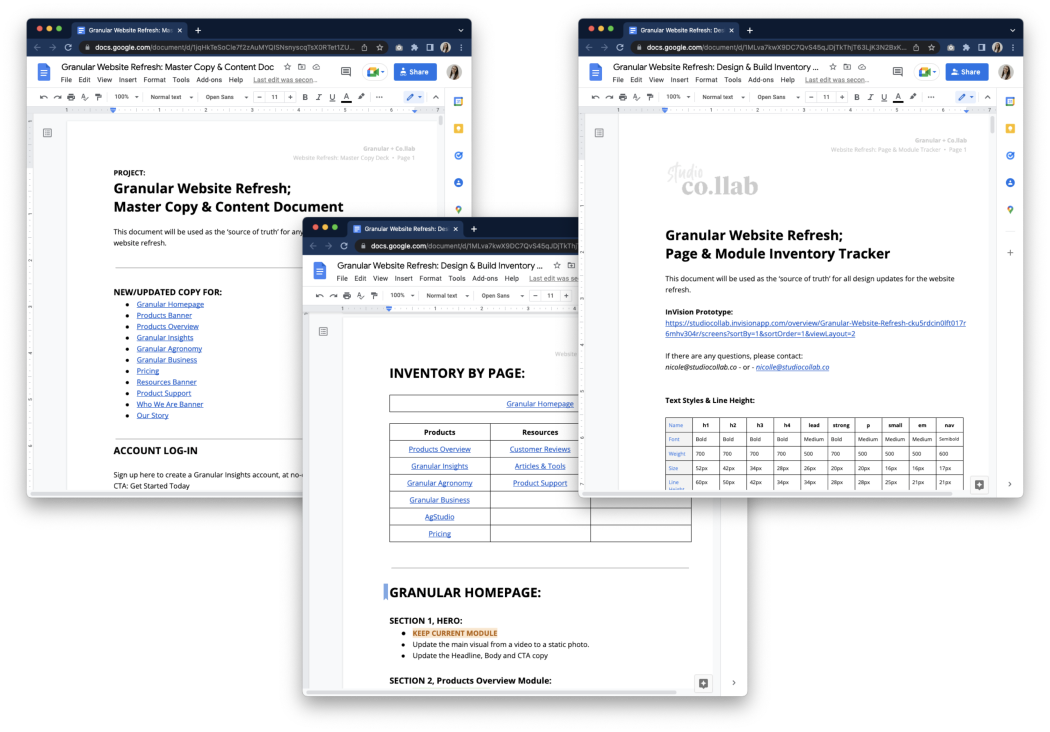 Granular Website Refresh: Mas
docs.google.com/document/d/1jqHkTeSoCle7f2zAuMYQISNsnyscqTsX0RTet1ZU...
Granular Website Refresh: Master Copy & Content Doc
File Edit View Insert Format Tools Add-ons Help Last edit was secon...
Share
100% Normal text Open Sans 11 B I U A
Granular + Co.llab
Website Refresh: Master Copy Deck • Page 1
PROJECT:
Granular Website Refresh;
Master Copy & Content Document
This document will be used as the ‘source of truth’ for any
website refresh.
NEW/UPDATED COPY FOR:
Granular Homepage
Products Banner
Products Overview
Granular Insights
Granular Agronomy
Granular Business
Pricing
Resources Banner
Product Support
Who We Are Banner
Our Story
ACCOUNT LOG-IN
Sign up here to create a Granular Insights account, at no-
CTA: Get Started Today
Granular Website Refresh: Des
docs.google.com/document/d/1MLva7kwX9DC7QvS45qJDJTkThJ
Granular Website Refresh: Design & Build Inventory ...
File Edit View Insert Format Tools Add-ons Help Last edit was se
100% Normal text Open Sans 11
Website
INVENTORY BY PAGE:
Granular Homepage
Products Resources
Products Overview Customer Reviews
Granular Insights Articles & Tools
Granular Agronomy Product Support
Granular Business
AgStudio
Pricing
GRANULAR HOMEPAGE:
SECTION 1, HERO:
KEEP CURRENT MODULE
Update the main visual from a video to a static photo.
Update the Headline, Body and CTA copy
SECTION 2, Products Overview Module:
Granular Website Refresh: Des
docs.google.com/document/d/1MLva7kwX9DC7QvS45qJDJTkThJT63LJK3N2BxK...
Granular Website Refresh: Design & Build Inventory ...
File Edit View Insert Format Tools Add-ons Help Last edit was secon...
Share
100% Normal text Open Sans 11 B I U A
Granular + Co.llab
Website Refresh: Page & Module Tracker • Page 1
studio
co.llab
Granular Website Refresh;
Page & Module Inventory Tracker
This document will be used as the ‘source of truth’ for all design updates for the website
refresh.
InVision Prototype:
https://studiocollab.invisionapp.com/overview/Granular-Website-Refresh-cku5rdcin0lft017r
6mhv304r/screens?sortBy=1&sortOrder=1&viewLayout=2
If there are any questions, please contact:
nicole@studiocollab.co - or - nicolle@studiocollab.co
Text Styles & Line Height:
Name h1 h2 h3 h4 lead strong p small em nav
Font Bold Bold Bold Bold Medium Bold Medium Medium Medium Semibold
Weight 700 700 700 700 500 700 500 500 500 600
Size 52px 42px 34px 28px 26px 20px 20px 16px 16px 17px
Line 60px 50px 42px 34px 34px 28px 28px 25px 21px 21px
Height